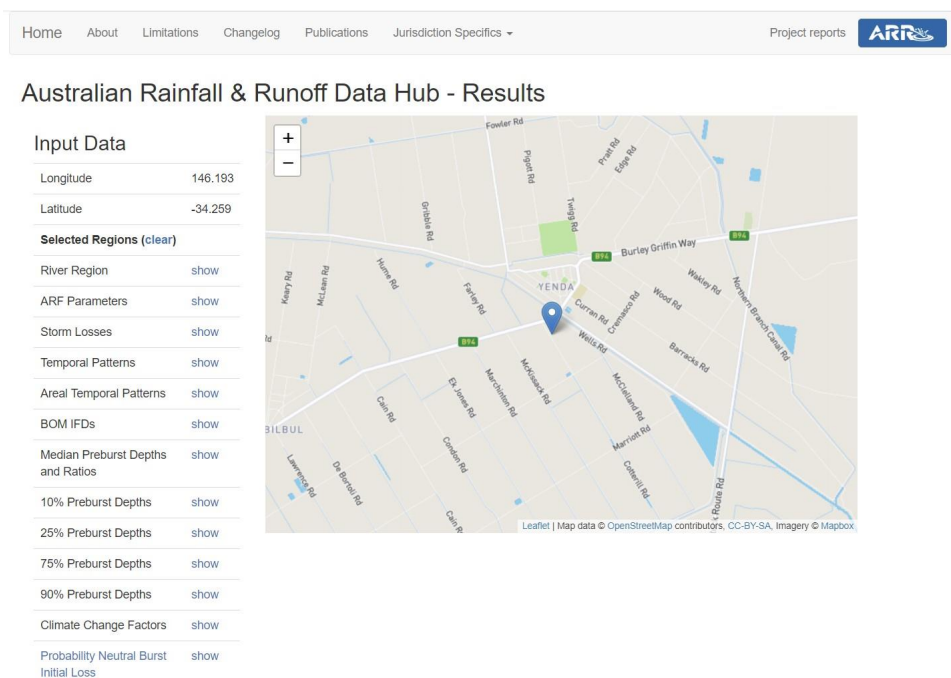 Home About Limitations Changelog Publications Jurisdiction Specifics Project reports ARR
Australian Rainfall & Runoff Data Hub - Results
Input Data
Longitude 146.193
Latitude -34.259
Selected Regions (clear)
River Region show
ARF Parameters show
Storm Losses show
Temporal Patterns show
Areal Temporal Patterns show
BOM IFDs show
Median Preburst Depths show
and Ratios
10% Preburst Depths show
25% Preburst Depths show
75% Preburst Depths show
90% Preburst Depths show
Climate Change Factors show
Probability Neutral Burst show
Initial Loss
+
−
Fowler Rd
Pigott Rd
Pratt Rd
Edge Rd
Gribble Rd
Twigg Rd
B94
Burley Griffin Way
B94
Keary Rd
McLean Rd
Hume Rd
Farley Rd
YENDA
Curran Rd
Cremasco Rd
Wood Rd
Wakley Rd
Northern Branch Canal Rd
Rd
B94
Wells Rd
Barracks Rd
Ek Jones Rd
Marchinton Rd
McKissack Rd
McClelland Rd
Cain Rd
BILBUL
Marriott Rd
Lawrence Rd
De Bortoli Rd
Condon Rd
Cotterill Rd
Route Rd
Cain Rd
Leaflet | Map data © OpenStreetMap contributors, CC-BY-SA, Imagery © Mapbox